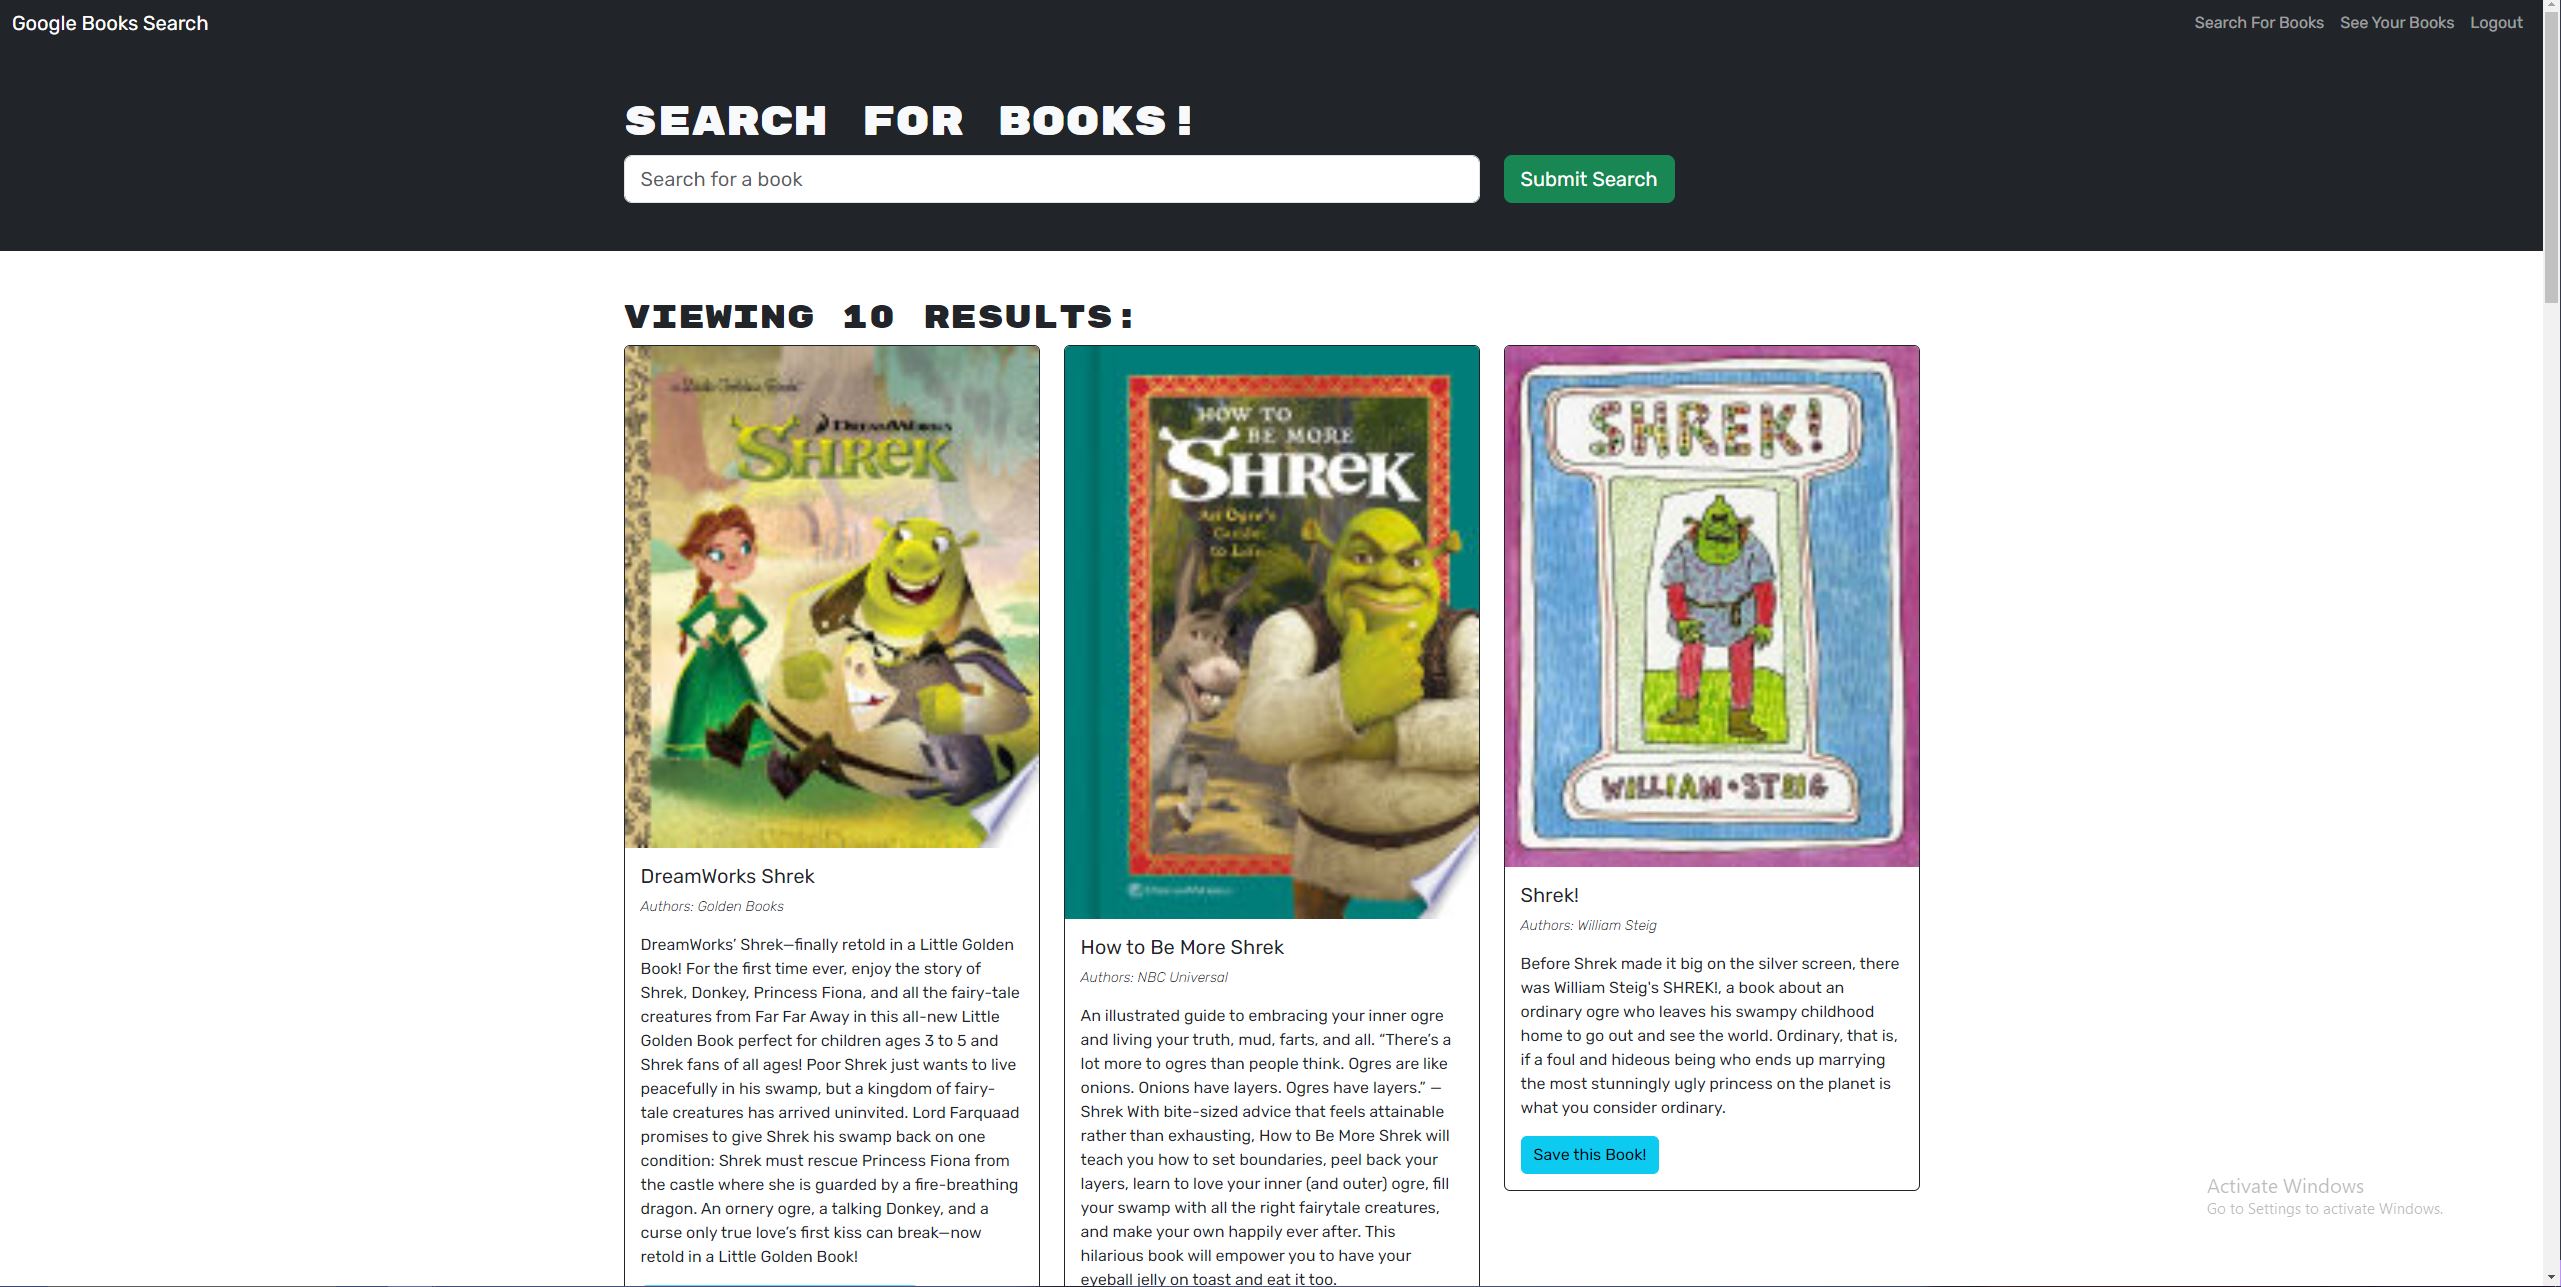 Google Books Search
Search For Books
See Your Books
Logout
SEARCH FOR BOOKS!
Search for a book
Submit Search
VIEWING 10 RESULTS:
a Little Golden Book
DREAMWORKS
SHREK
DreamWorks Shrek
Authors: Golden Books
DreamWorks’ Shrek—finally retold in a Little Golden
Book! For the first time ever, enjoy the story of
Shrek, Donkey, Princess Fiona, and all the fairy-tale
creatures from Far Far Away in this all-new Little
Golden Book perfect for children ages 3 to 5 and
Shrek fans of all ages! Poor Shrek just wants to live
peacefully in his swamp, but a kingdom of fairy-
tale creatures has arrived uninvited. Lord Farquaad
promises to give Shrek his swamp back on one
condition: Shrek must rescue Princess Fiona from
the castle where she is guarded by a fire-breathing
dragon. An ornery ogre, a talking Donkey, and a
curse only true love’s first kiss can break—now
retold in a Little Golden Book!
HOW TO
BE MORE
SHREK
An Ogre's
Guide
to Life
DREAMWORKS
How to Be More Shrek
Authors: NBC Universal
An illustrated guide to embracing your inner ogre
and living your truth, mud, farts, and all. “There’s a
lot more to ogres than people think. Ogres are like
onions. Onions have layers. Ogres have layers.” —
Shrek With bite-sized advice that feels attainable
rather than exhausting, How to Be More Shrek will
teach you how to set boundaries, peel back your
layers, learn to love your inner (and outer) ogre, fill
your swamp with all the right fairytale creatures,
and make your own happily ever after. This
hilarious book will empower you to have your
eyeball jelly on toast and eat it too.
SHREK!
WILLIAM • STEIG
Shrek!
Authors: William Steig
Before Shrek made it big on the silver screen, there
was William Steig's SHREK!, a book about an
ordinary ogre who leaves his swampy childhood
home to go out and see the world. Ordinary, that is,
if a foul and hideous being who ends up marrying
the most stunningly ugly princess on the planet is
what you consider ordinary.
Save this Book!
Activate Windows
Go to Settings to activate Windows.